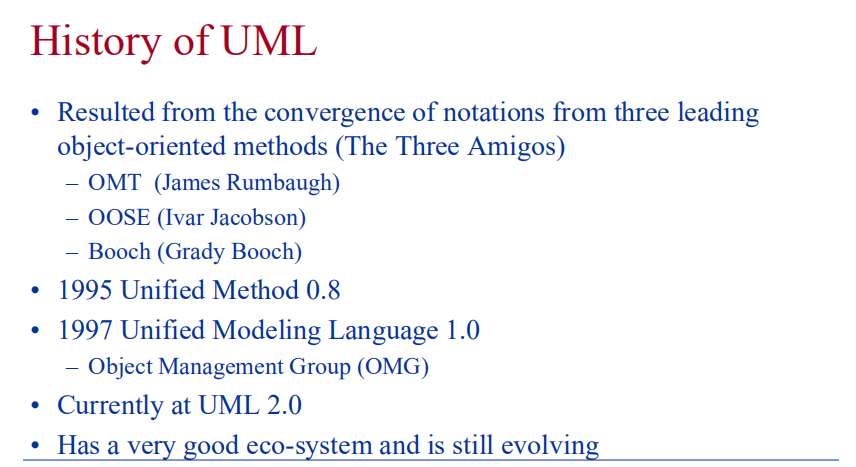 History of UML
• Resulted from the convergence of notations from three leading
object-oriented methods (The Three Amigos)
– OMT (James Rumbaugh)
– OOSE (Ivar Jacobson)
– Booch (Grady Booch)
• 1995 Unified Method 0.8
• 1997 Unified Modeling Language 1.0
– Object Management Group (OMG)
• Currently at UML 2.0
• Has a very good eco-system and is still evolving